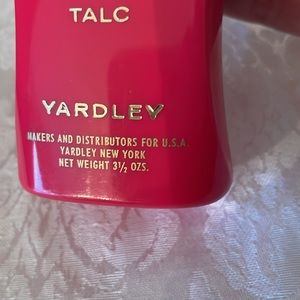 TALC
YARDLEY
MAKERS AND DISTRIBUTORS FOR U.S.A.
YARDLEY NEW YORK
NET WEIGHT 3½ OZS.